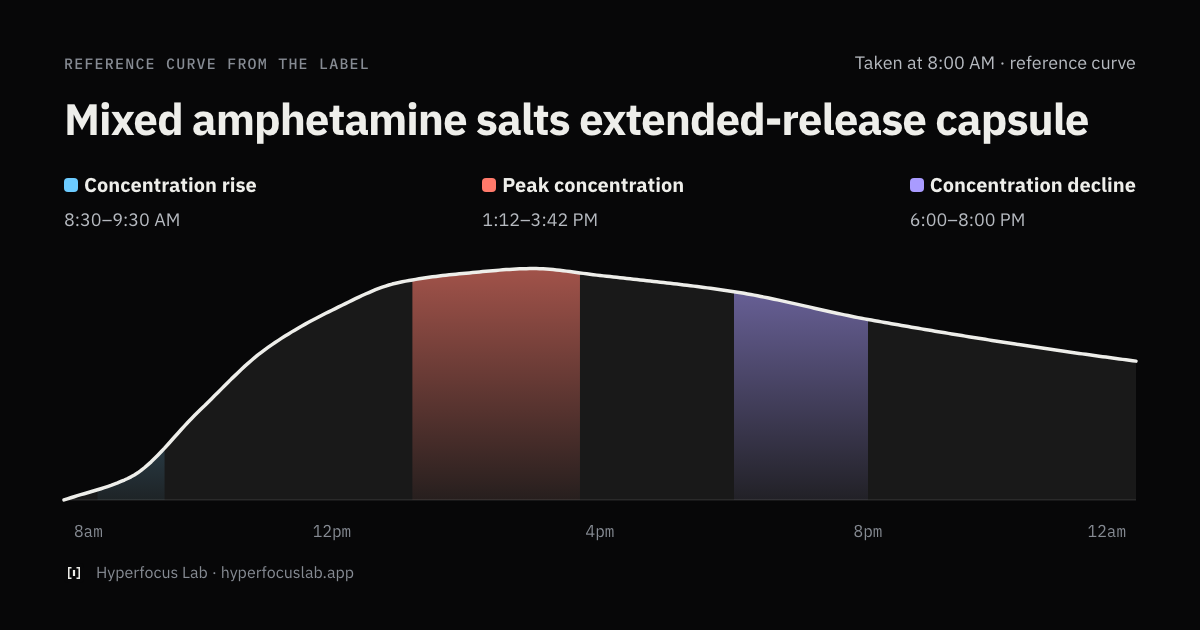 REFERENCE CURVE FROM THE LABEL
Taken at 8:00 AM · reference curve
Mixed amphetamine salts extended-release capsule
Concentration rise
8:30–9:30 AM
Peak concentration
1:12–3:42 PM
Concentration decline
6:00–8:00 PM
8am
12pm
4pm
8pm
12am
Hyperfocus Lab · hyperfocuslab.app